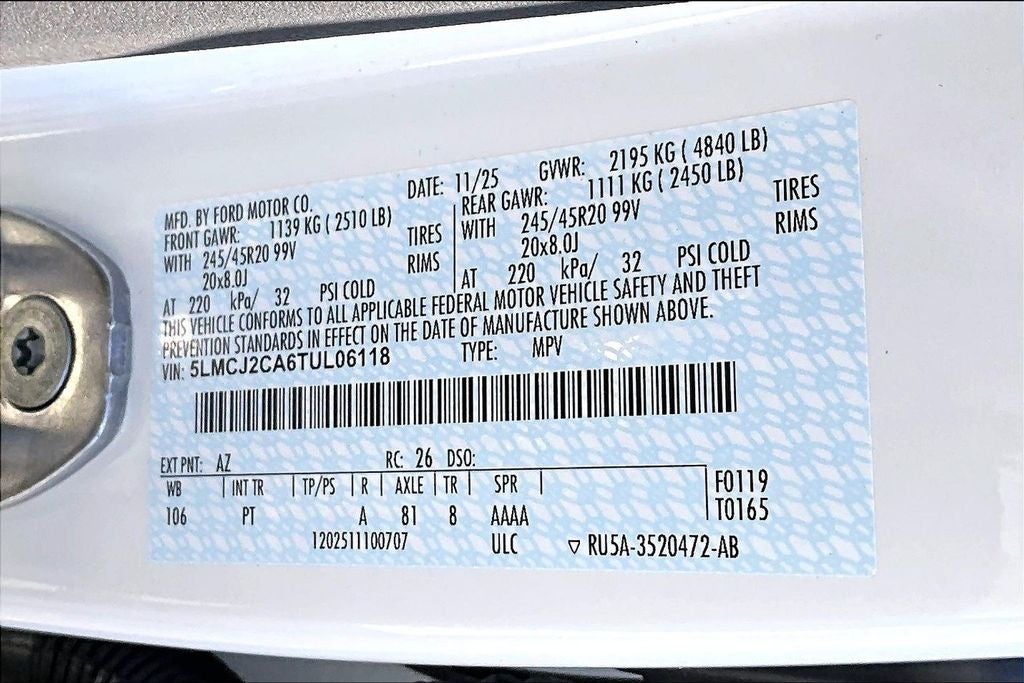 MFD. BY FORD MOTOR CO. DATE: 11/25 GVWR: 2195 KG ( 4840 LB)
FRONT GAWR: 1139 KG ( 2510 LB) REAR GAWR: 1111 KG ( 2450 LB)
WITH 245/45R20 99V TIRES WITH 245/45R20 99V TIRES
20x8.0J RIMS 20x8.0J RIMS
AT 220 kPa/ 32 PSI COLD AT 220 kPa/ 32 PSI COLD
THIS VEHICLE CONFORMS TO ALL APPLICABLE FEDERAL MOTOR VEHICLE SAFETY AND THEFT
PREVENTION STANDARDS IN EFFECT ON THE DATE OF MANUFACTURE SHOWN ABOVE.
VIN: 5LMCJ2CA6TUL06118 TYPE: MPV
EXT PNT: AZ RC: 26 DSO:
WB INT TR TP/PS R AXLE TR SPR F0119
106 PT A 81 8 AAAA T0165
1202511100707 ULC ▽ RU5A-3520472-AB